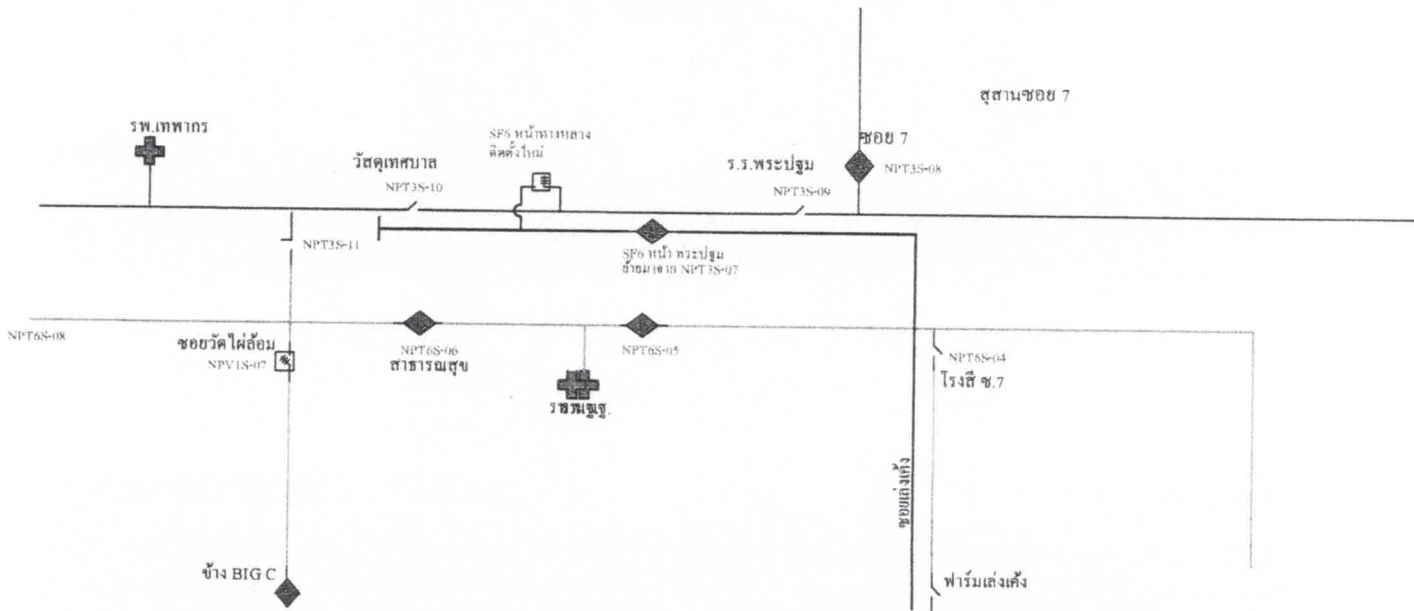 สุสานซอย 7
รพ.เทพากร
SF6 หน้าทางหลวง
ติดตั้งใหม่
ซอย 7
วัสดุเทศบาล
ร.ร.พระปฐม
NPT3S-08
NPT3S-10
NPT3S-09
NPT3S-11
SF6 หน้า พระปฐม
ย้ายมาจาก NPT3S-07
NPT6S-08
ซอยวัดไผ่ล้อม
NPV1S-07
NPT6S-06
สาธารณสุข
NPT6S-05
NPT6S-04
โรงสี ซ.7
ซอยเล่งเค้ง
ข้าง BIG C
ฟาร์มเล่งเค้ง